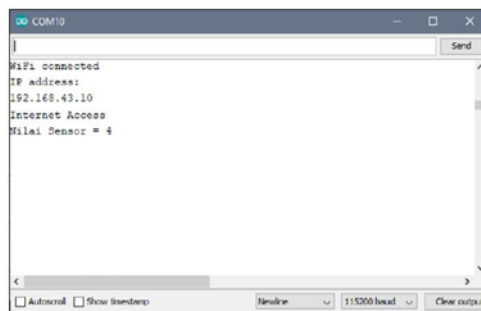 COM10
Send
WiFi connected
IP address:
192.168.43.10
Internet Access
Nilai Sensor = 4
Autoscroll Show timestamp Newline 115200 baud Clear output